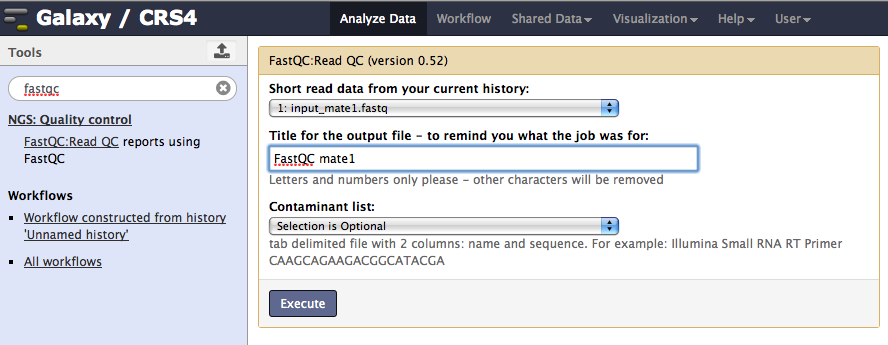 Galaxy / CRS4
Analyze Data
Workflow
Shared Data
Visualization
Help
User
Tools
fastqc
NGS: Quality control
FastQC:Read QC reports using
FastQC
Workflows
Workflow constructed from history
'Unnamed history'
All workflows
FastQC:Read QC (version 0.52)
Short read data from your current history:
1: input_mate1.fastq
Title for the output file - to remind you what the job was for:
FastQC mate1
Letters and numbers only please - other characters will be removed
Contaminant list:
Selection is Optional
tab delimited file with 2 columns: name and sequence. For example: Illumina Small RNA RT Primer
CAAGCAGAAGACGGCATACGA
Execute